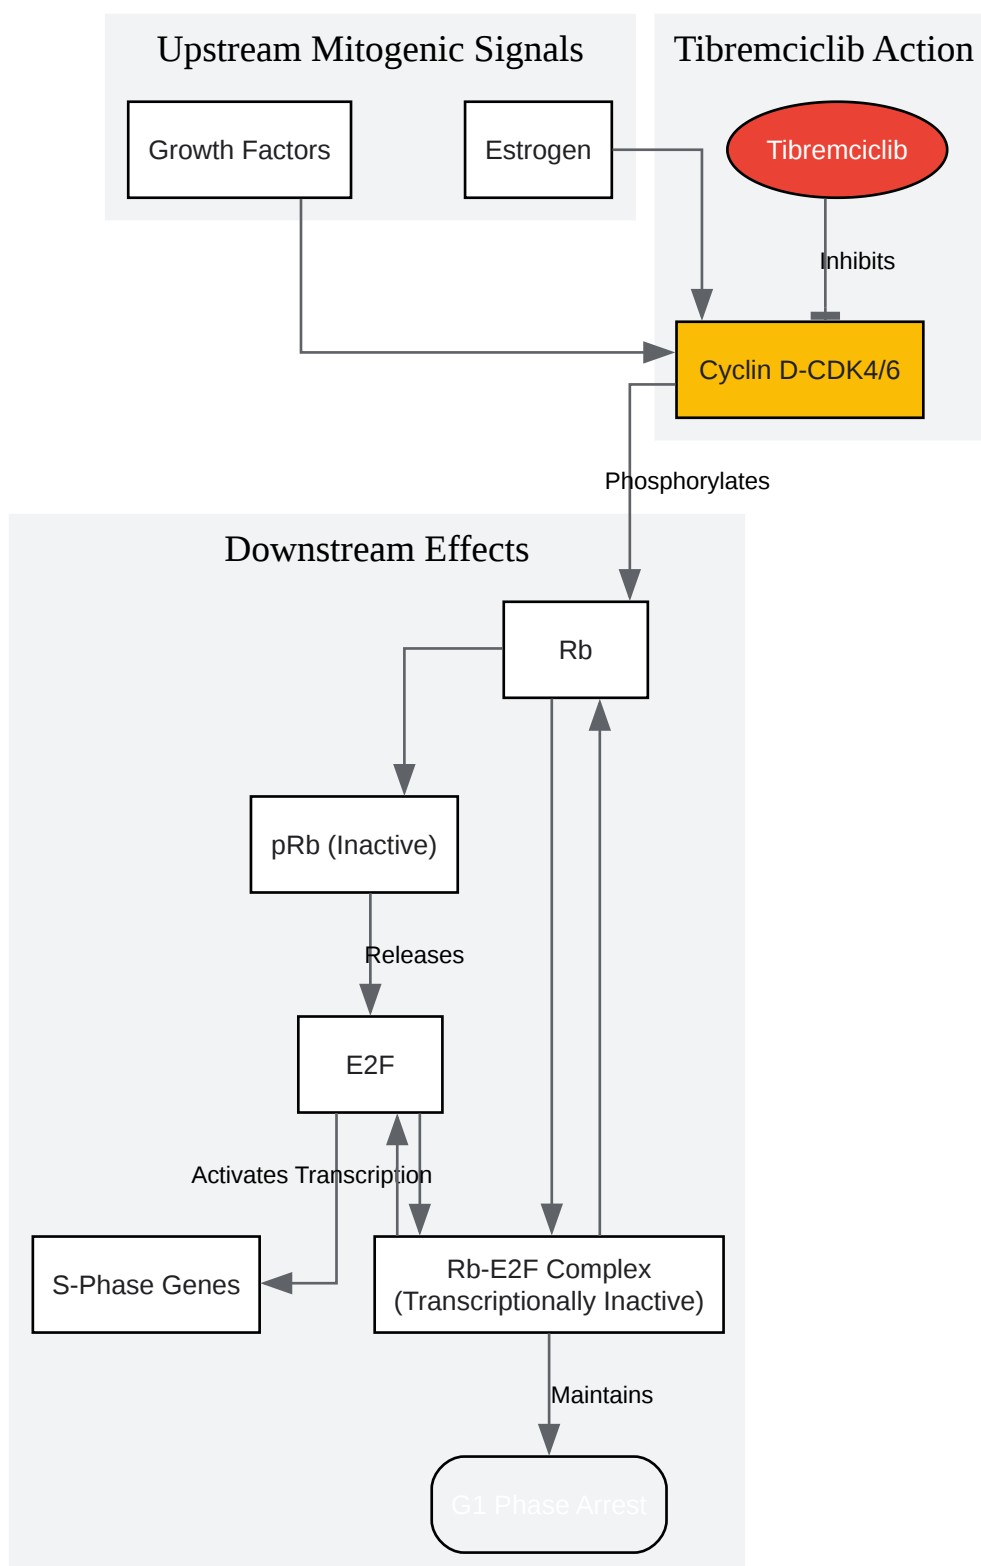 Upstream Mitogenic Signals
Tibremciclib Action
Growth Factors
Estrogen
Tibremciclib
Inhibits
Cyclin D-CDK4/6
Phosphorylates
Downstream Effects
Rb
pRb (Inactive)
Releases
E2F
Activates Transcription
S-Phase Genes
Rb-E2F Complex
(Transcriptionally Inactive)
Maintains
G1 Phase Arrest